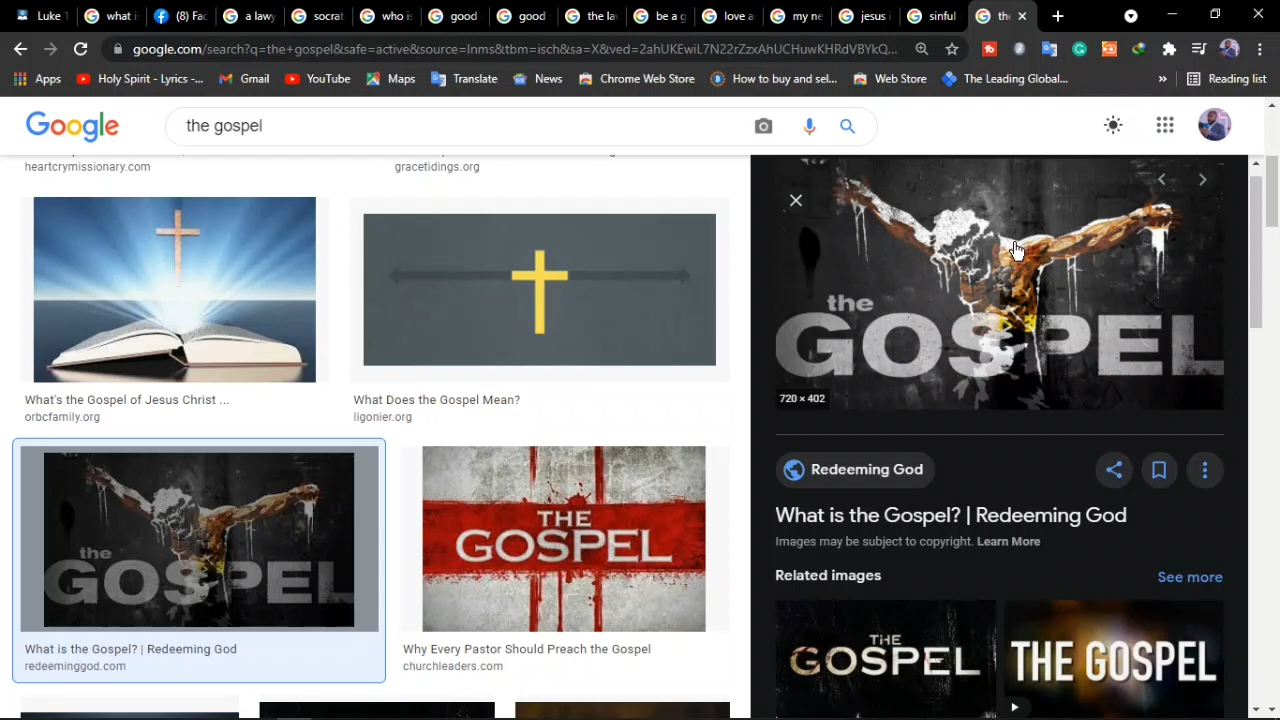 Luke
what i
(8) Fac
a lawy
socrat
who is
good
good
the la
be a g
love a
my ne
jesus i
sinful
the
google.com/search?q=the+gospel&safe=active&source=lnms&tbm=isch&sa=X&ved=2ahUKEwiL7N22rZzxAhUCHuwKHRdVBYkQ...
Apps
Holy Spirit - Lyrics -...
Gmail
YouTube
Maps
Translate
News
Chrome Web Store
How to buy and sel...
Web Store
The Leading Global...
»
Reading list
Google
the gospel
heartcrymissionary.com
gracetidings.org
What's the Gospel of Jesus Christ ...
orbcfamily.org
What Does the Gospel Mean?
ligonier.org
the
GOSPEL
What is the Gospel? | Redeeming God
redeeminggod.com
THE
GOSPEL
Why Every Pastor Should Preach the Gospel
churchleaders.com
the
GOSPEL
720 × 402
Redeeming God
What is the Gospel? | Redeeming God
Images may be subject to copyright. Learn More
Related images
See more
THE
GOSPEL
THE GOSPEL